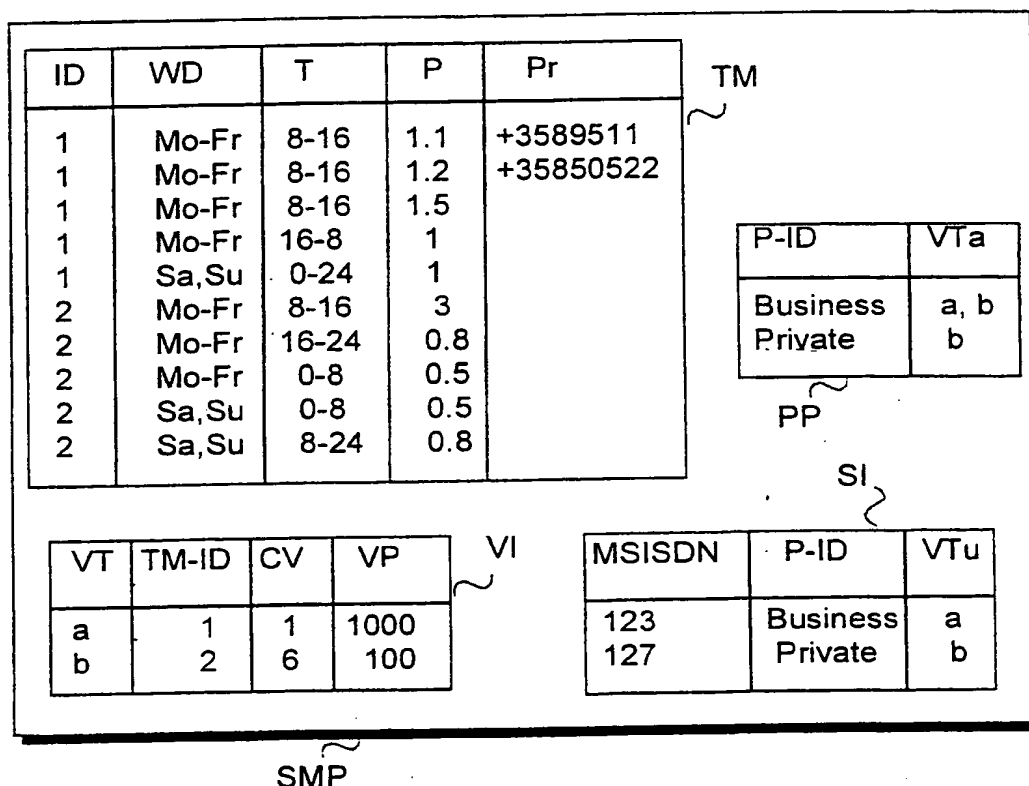 ID WD T P Pr
TM
1 Mo-Fr 8-16 1.1 +3589511
1 Mo-Fr 8-16 1.2 +35850522
1 Mo-Fr 8-16 1.5
1 Mo-Fr 16-8 1
1 Sa,Su 0-24 1
2 Mo-Fr 8-16 3
2 Mo-Fr 16-24 0.8
2 Mo-Fr 0-8 0.5
2 Sa,Su 0-8 0.5
2 Sa,Su 8-24 0.8
P-ID VTa
Business a, b
Private b
PP
SI
VT TM-ID CV VP
VI
a 1 1 1000
b 2 6 100
MSISDN P-ID VTu
123 Business a
127 Private b
SMP